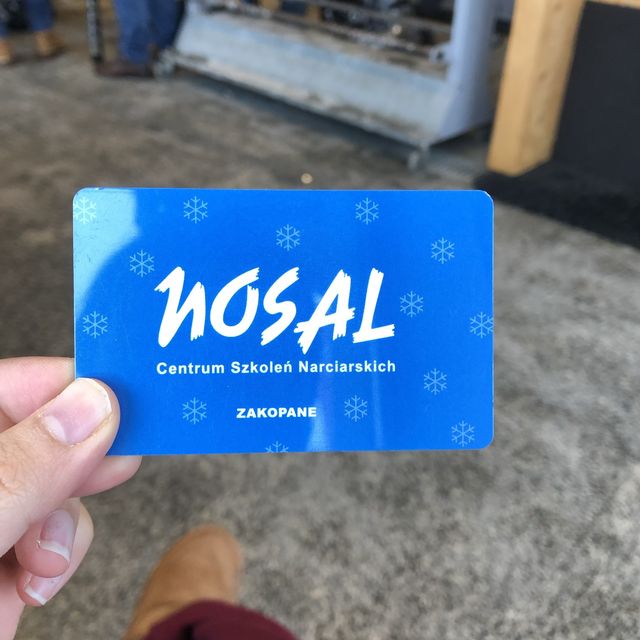 NOSAL
Centrum Szkoleń Narciarskich
ZAKOPANE